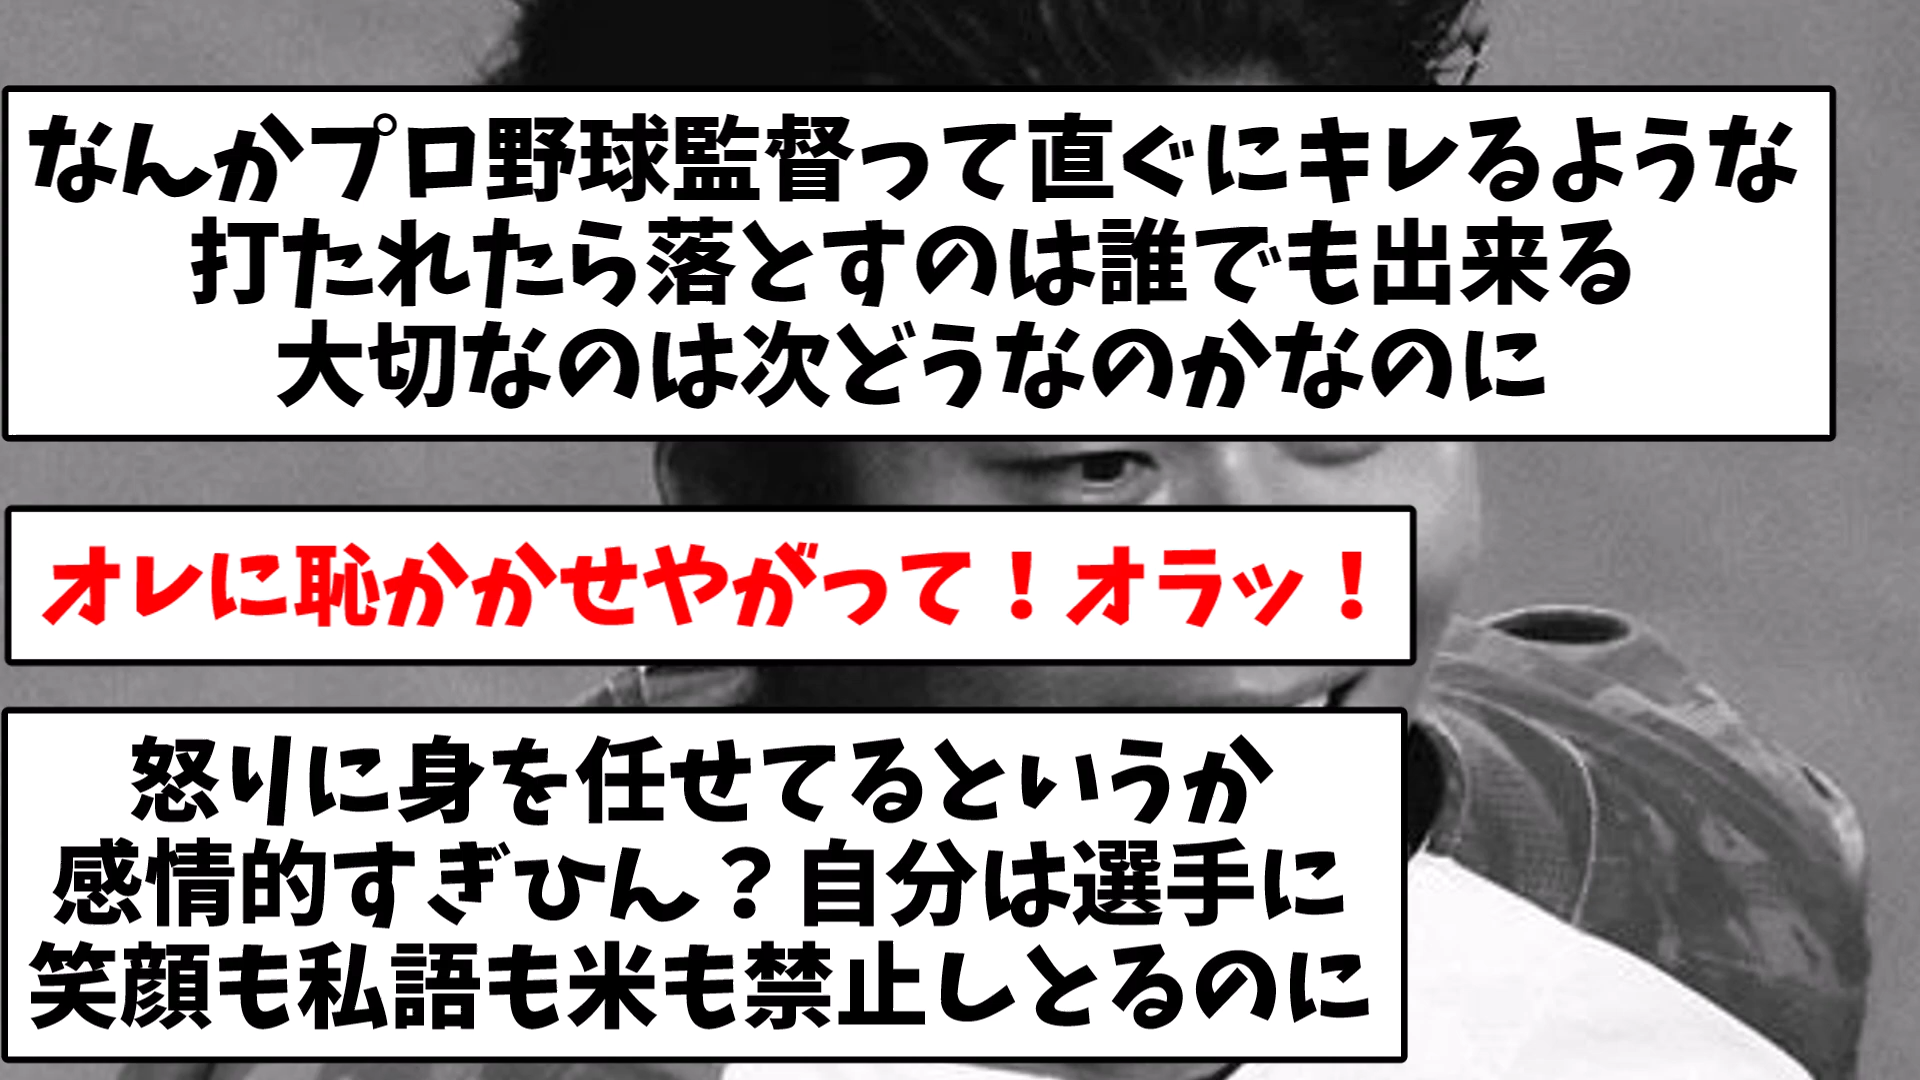 なんかプロ野球監督って直ぐにキレるような
打たれたら落とすのは誰でも出来る
大切なのは次どうなのかなのに
オレに恥かかせやがって！オラッ！
怒りに身を任せてるというか
感情的すぎひん？自分は選手に
笑顔も私語も米も禁止しとるのに